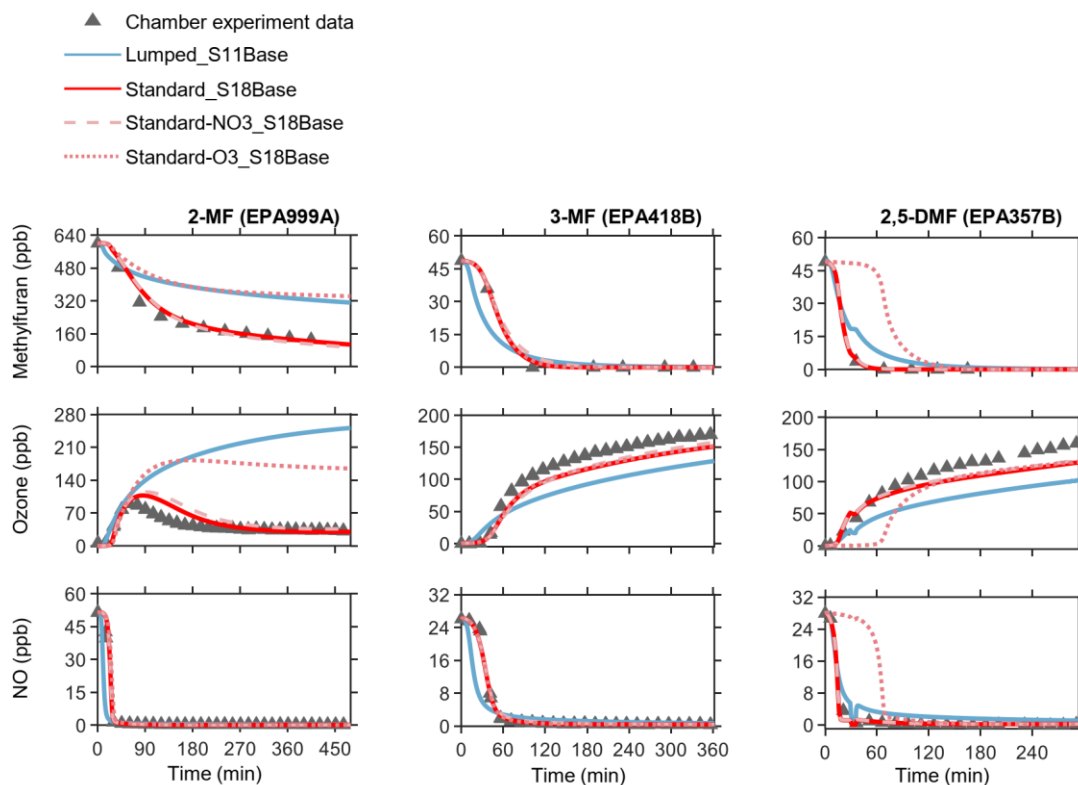 Chamber experiment data
Lumped_S11Base
Standard_S18Base
Standard-NO3_S18Base
Standard-O3_S18Base
2-MF (EPA999A)
3-MF (EPA418B)
2,5-DMF (EPA357B)
Methylfuran (ppb)
640
480
320
160
0
60
45
30
15
0
60
45
30
15
0
Ozone (ppb)
280
210
140
70
0
200
150
100
50
0
200
150
100
50
0
NO (ppb)
60
45
30
15
0
32
24
16
8
0
32
24
16
8
0
0 90 180 270 360 450
0 60 120 180 240 300 360
0 60 120 180 240
Time (min)
Time (min)
Time (min)